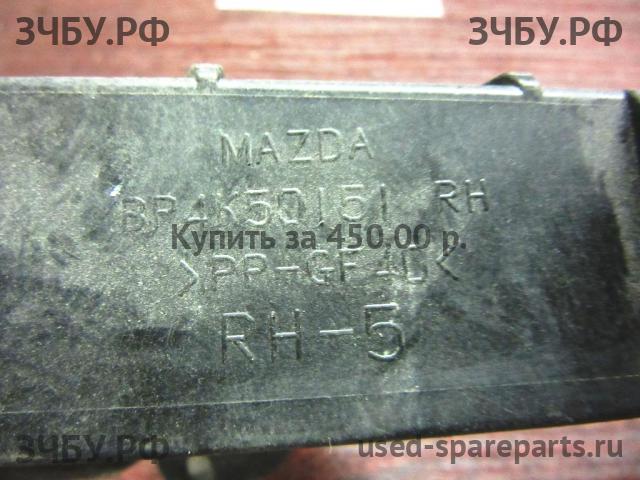 ЗЧБУ.РФ ЗЧБУ.РФ
MAZDA
BP4K50151 RH
Купить за 450.00 р.
>PP-GF40<
RH-5
ЗЧБУ.РФ
used-spareparts.ru